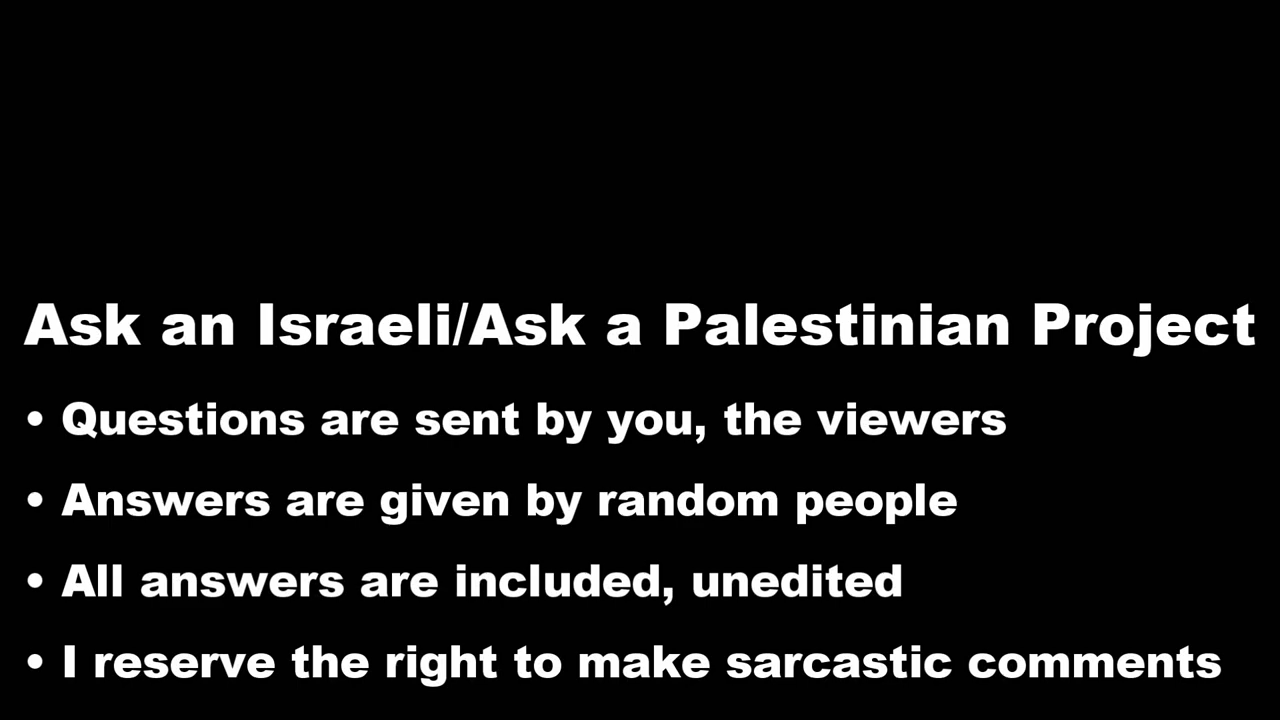 Ask an Israeli/Ask a Palestinian Project
• Questions are sent by you, the viewers
• Answers are given by random people
• All answers are included, unedited
• I reserve the right to make sarcastic comments